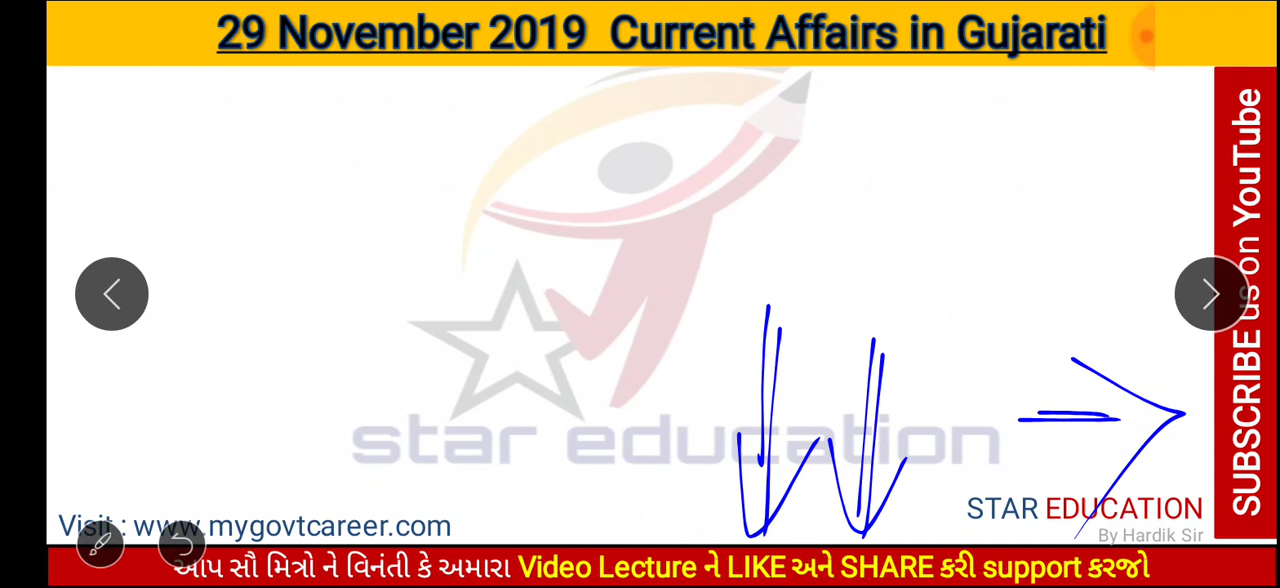 29 November 2019 Current Affairs in Gujarati
SUBSCRIBE us on YouTube
star education
STAR EDUCATION
By Hardik Sir
Visit : www.mygovtcareer.com
આપ સૌ મિત્રો ને વિનંતી કે અમારા Video Lecture ને LIKE અને SHARE કરી support કરજો